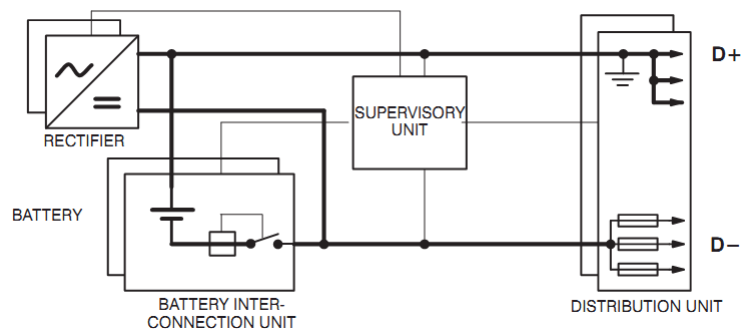 D+
SUPERVISORY
UNIT
RECTIFIER
BATTERY
D−
BATTERY INTER-
CONNECTION UNIT
DISTRIBUTION UNIT